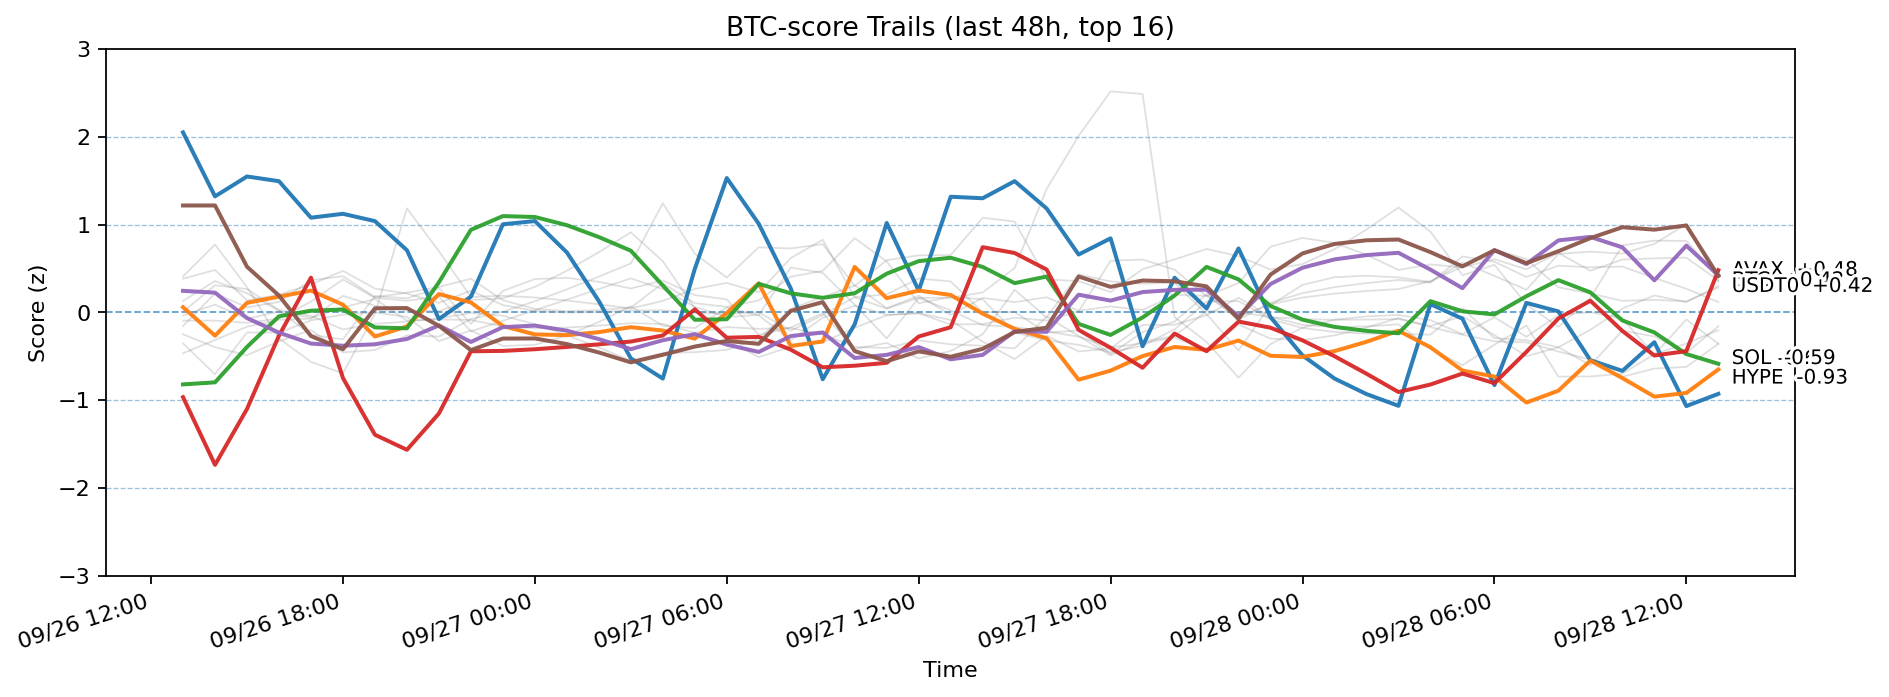 BTC-score Trails (last 48h, top 16)
3
2
1
0
−1
−2
−3
Score (z)
AVAX +0.48
USDT0 +0.42
SOL -0.59
HYPE -0.93
09/26 12:00
09/26 18:00
09/27 00:00
09/27 06:00
09/27 12:00
09/27 18:00
09/28 00:00
09/28 06:00
09/28 12:00
Time